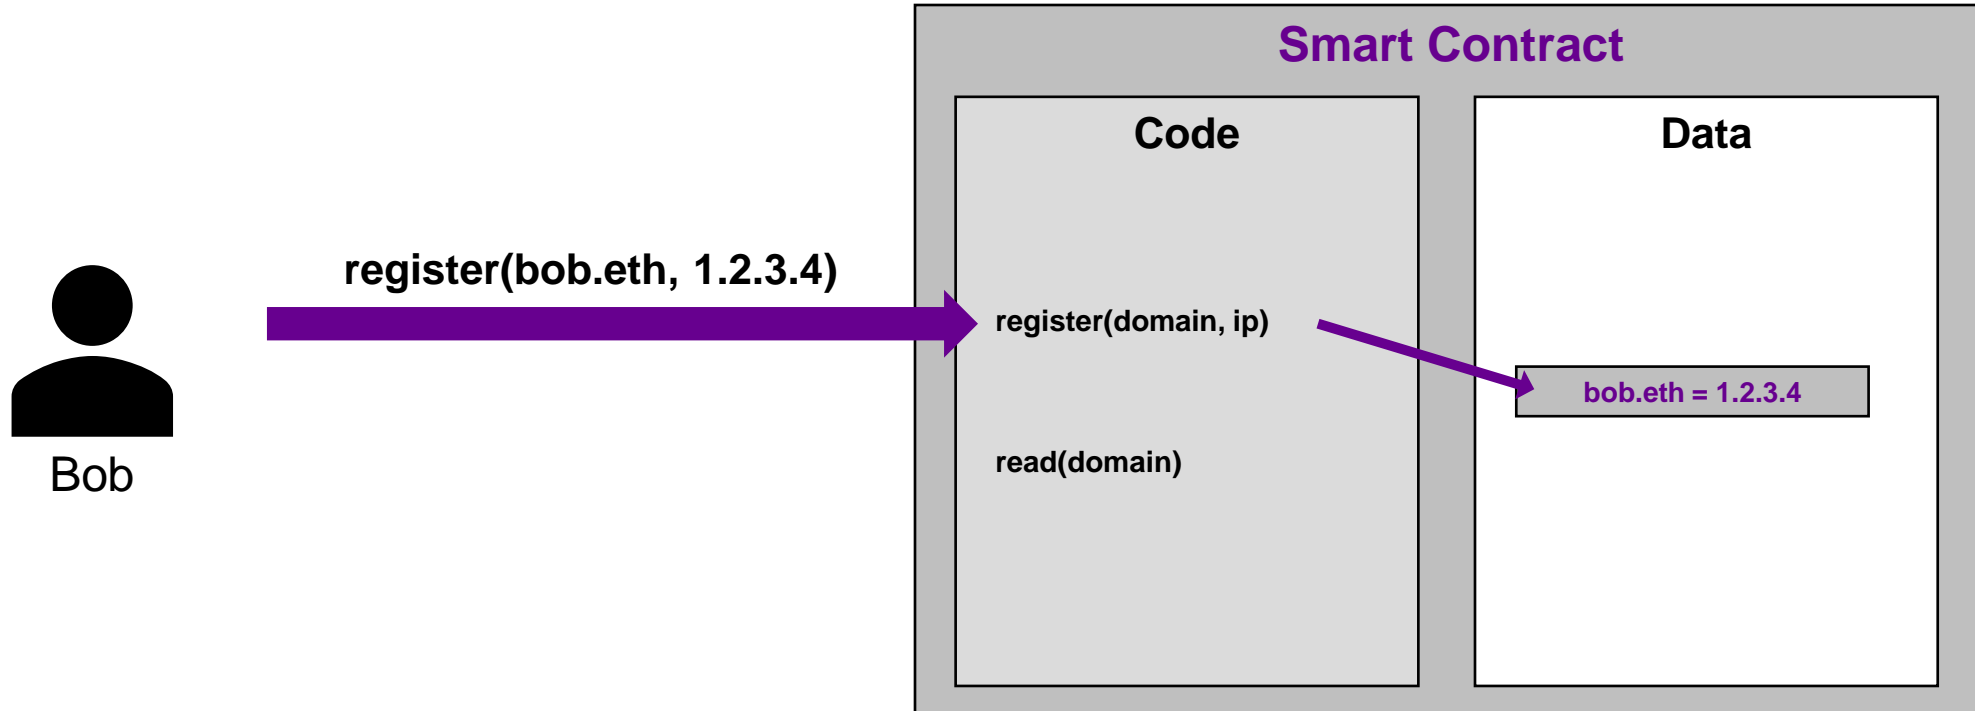 Smart Contract
Code
Data
register(bob.eth, 1.2.3.4)
register(domain, ip)
bob.eth = 1.2.3.4
read(domain)
Bob